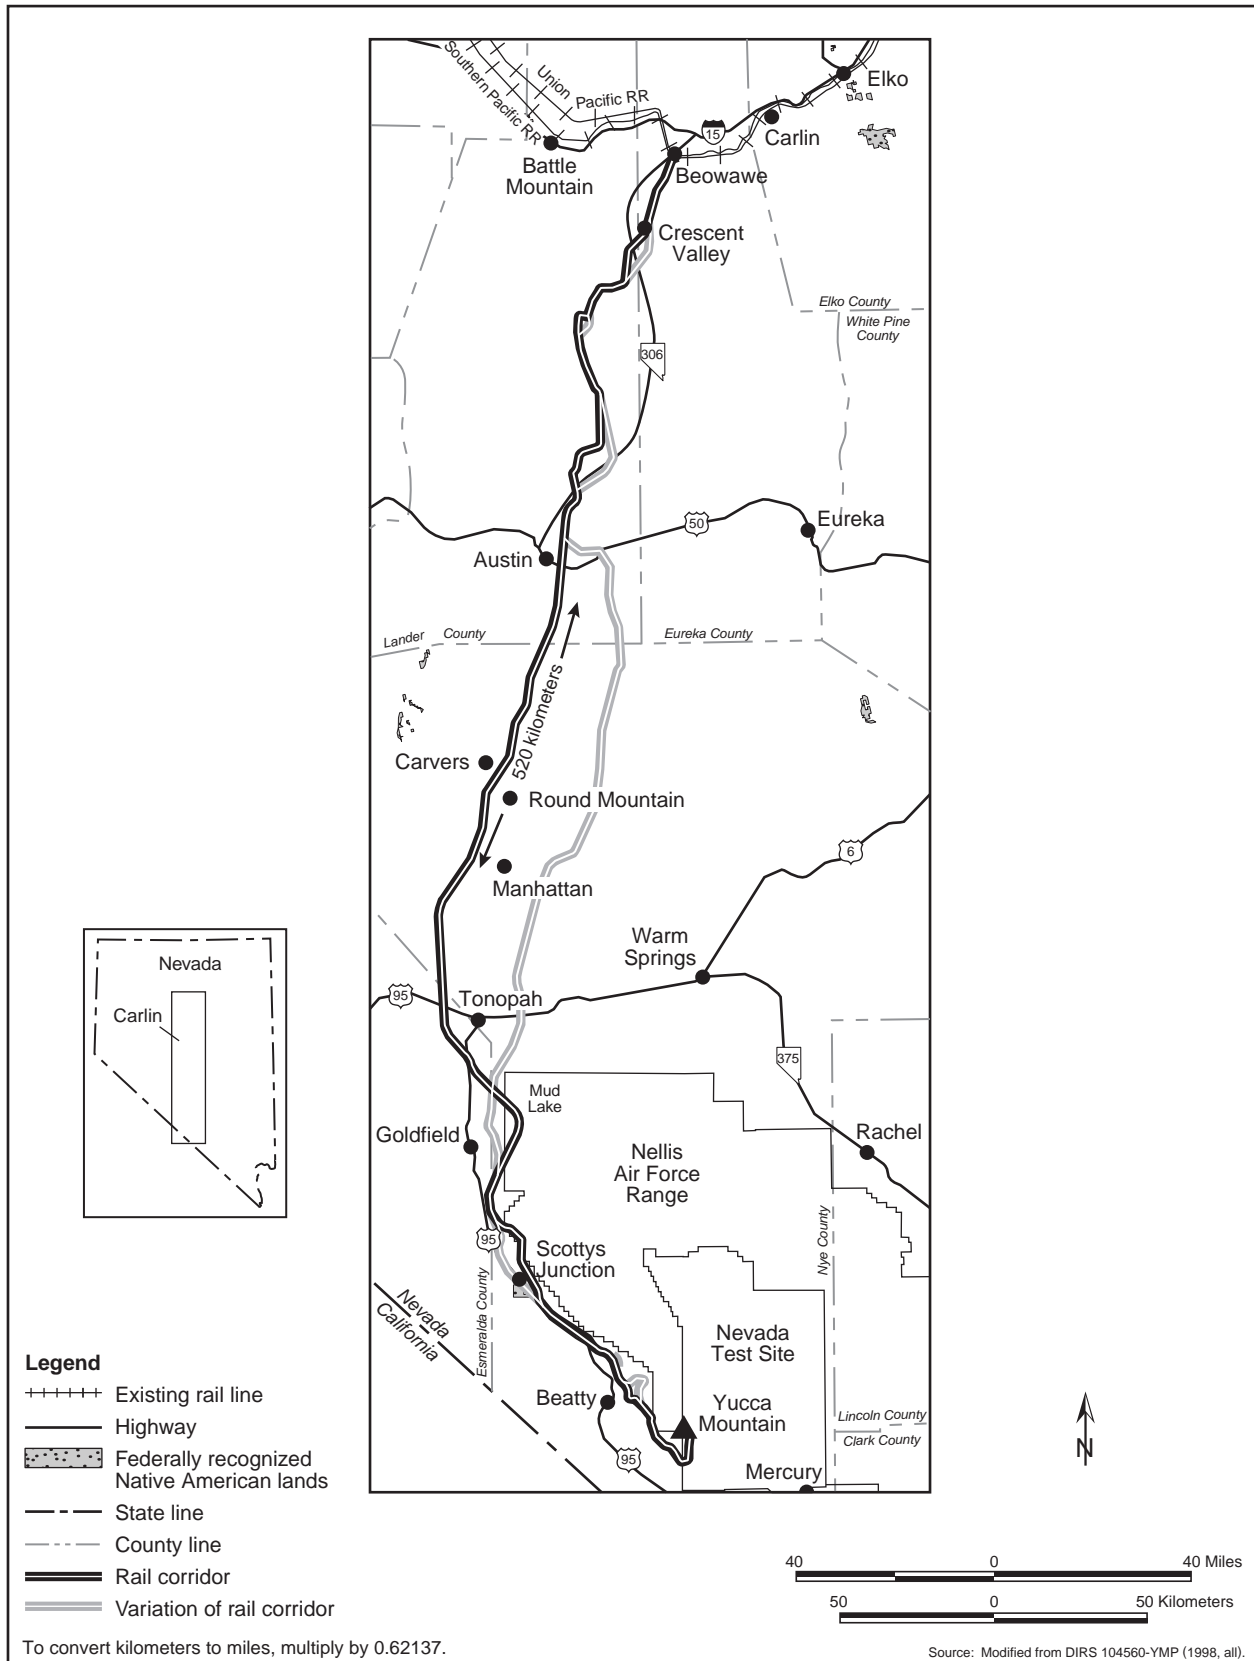 Southern Pacific RR
Union
Pacific RR
Elko
15
Carlin
Battle
Mountain
Beowawe
Crescent
Valley
Elko County
White Pine
County
306
50
Eureka
Austin
Lander
County
Eureka County
520 kilometers
Carvers
Round Mountain
6
Manhattan
Warm
Springs
Nevada
Carlin
95
Tonopah
375
Mud
Lake
Goldfield
Rachel
Nellis
Air Force
Range
95
Scottys
Junction
Nye County
Esmeralda County
Nevada
California
Nevada
Test Site
Beatty
Yucca
Mountain
Lincoln County
Clark County
95
Mercury
N
Legend
Existing rail line
Highway
Federally recognized
Native American lands
State line
County line
Rail corridor
Variation of rail corridor
40 0 40 Miles
50 0 50 Kilometers
To convert kilometers to miles, multiply by 0.62137.
Source: Modified from DIRS 104560-YMP (1998, all).